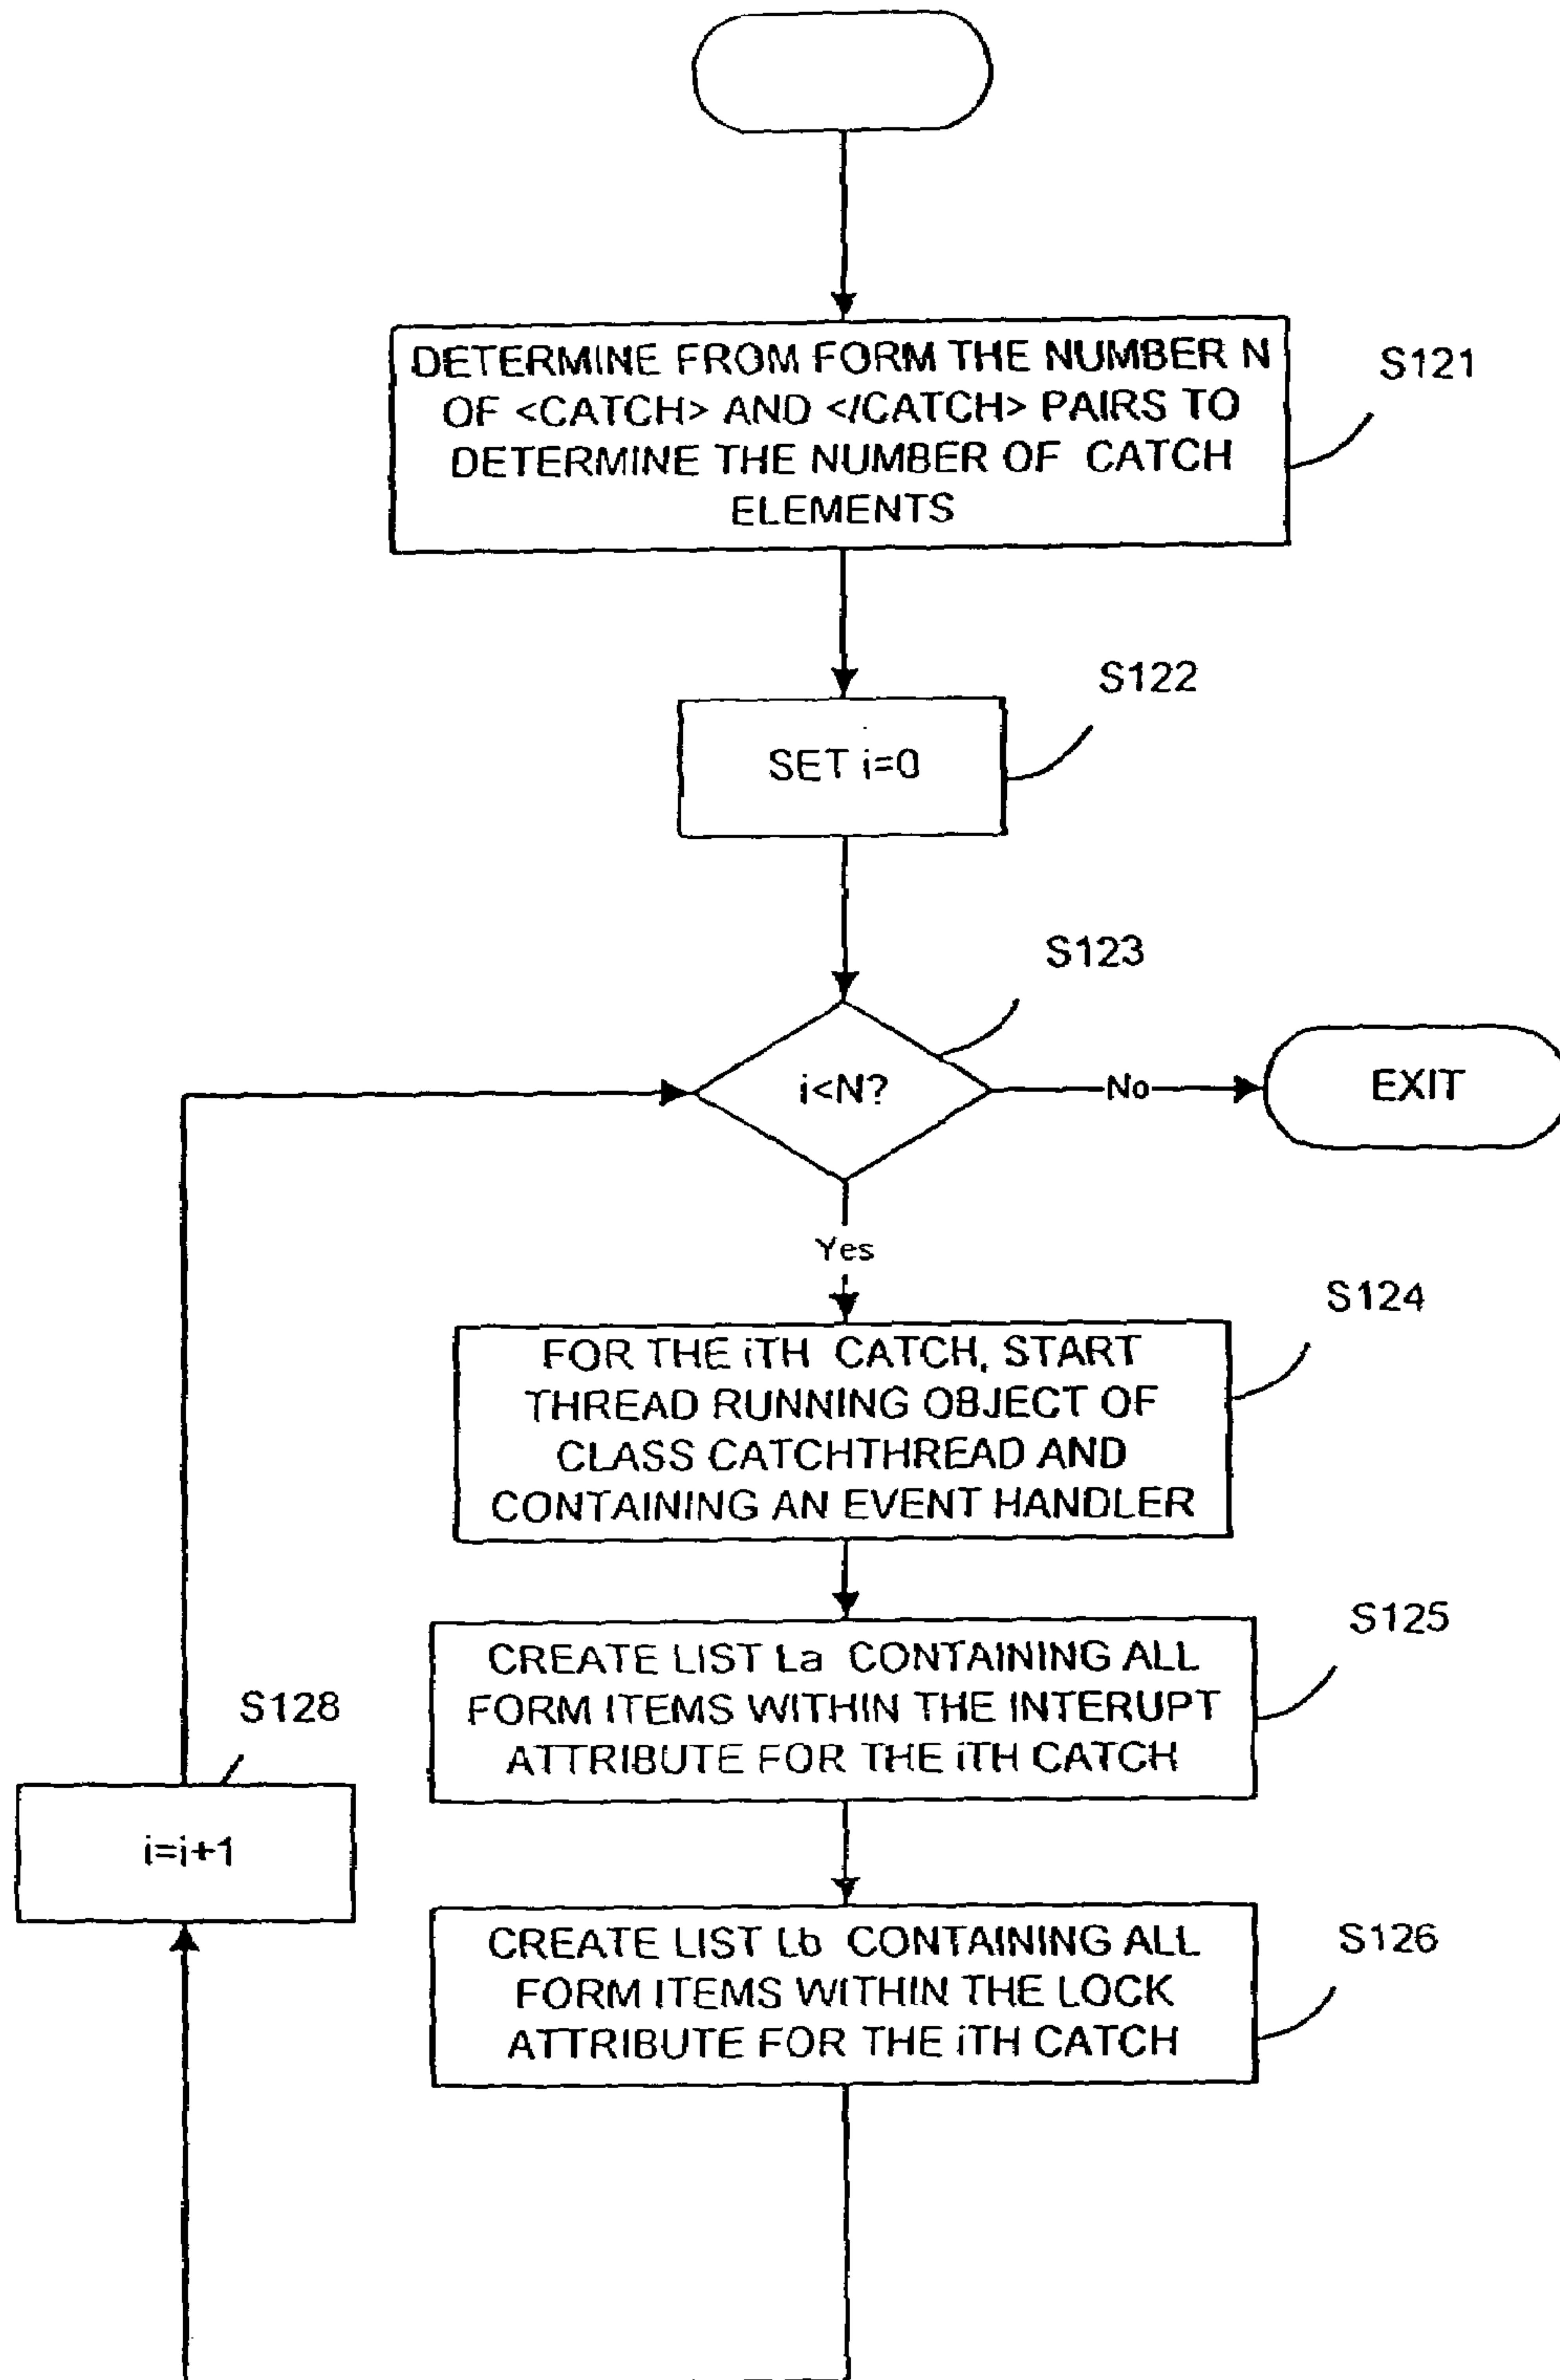 DETERMINE FROM FORM THE NUMBER N
OF <CATCH> AND </CATCH> PAIRS TO
DETERMINE THE NUMBER OF CATCH
ELEMENTS
S121
S122
SET i=0
S123
i<N?
No
EXIT
Yes
S124
FOR THE iTH CATCH, START
THREAD RUNNING OBJECT OF
CLASS CATCHTHREAD AND
CONTAINING AN EVENT HANDLER
S125
CREATE LIST La CONTAINING ALL
FORM ITEMS WITHIN THE INTERUPT
ATTRIBUTE FOR THE iTH CATCH
S128
i=i+1
S126
CREATE LIST Lb CONTAINING ALL
FORM ITEMS WITHIN THE LOCK
ATTRIBUTE FOR THE iTH CATCH